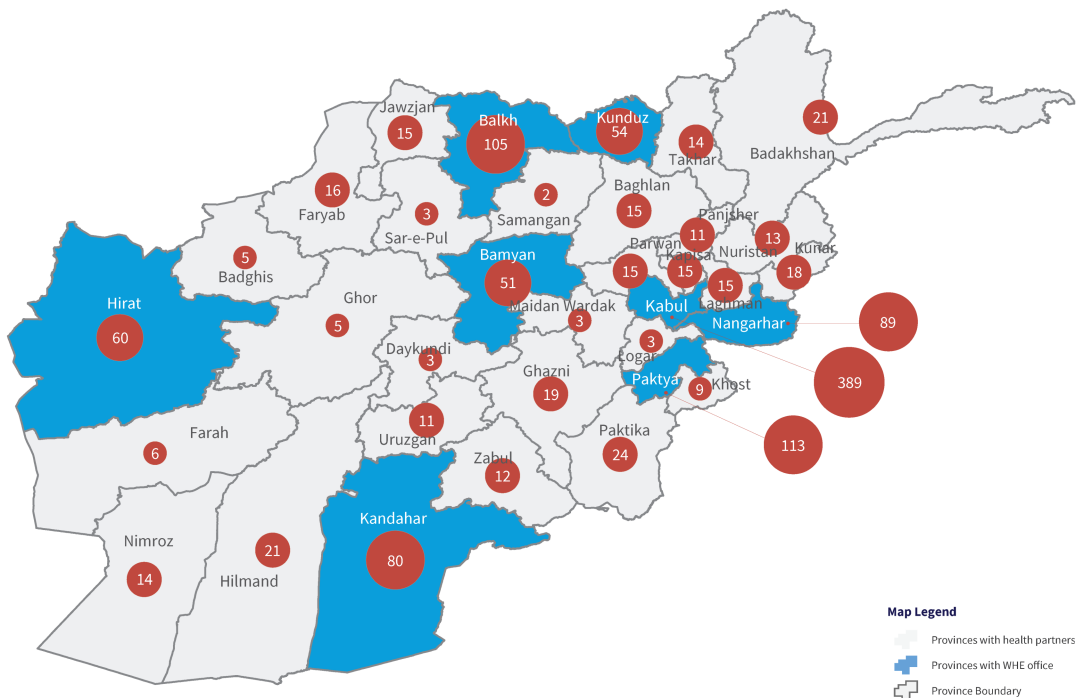 Jawzjan
15
Balkh
105
Kunduz
54
14
Takhar
21
Badakhshan
16
Faryab
3
Sar-e-Pul
2
Samangan
Baghlan
15
Panjsher
11
13
Nuristan
Kunar
18
Parwan
15
Kapisa
15
15
Laghman
5
Badghis
Bamyan
51
Hirat
60
Ghor
5
Maidan Wardak
3
Kabul
Nangarhar
89
3
Logar
Daykundi
3
389
Paktya
9
Khost
Ghazni
19
11
Uruzgan
Farah
6
113
Paktika
24
Zabul
12
Kandahar
80
Nimroz
14
21
Hilmand
Map Legend
Provinces with health partners
Provinces with WHE office
Province Boundary